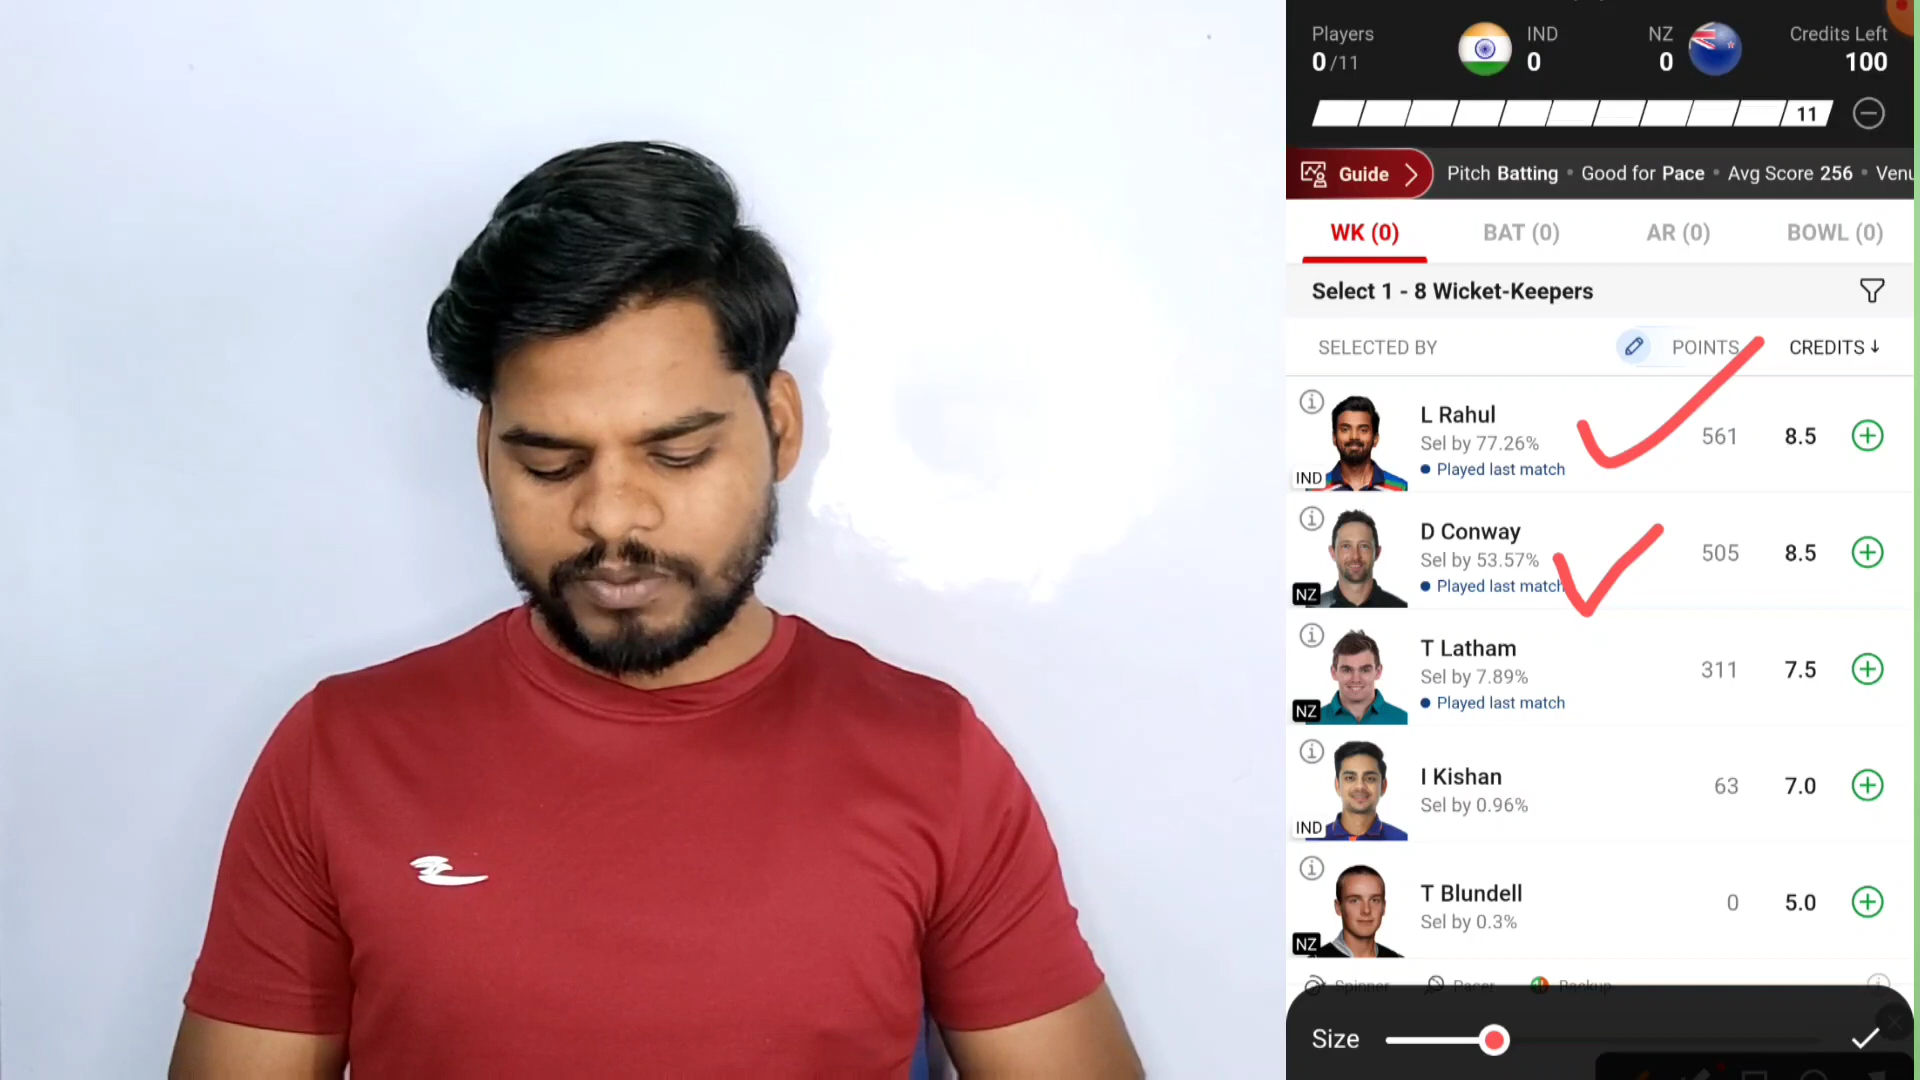 Players
0 /11
IND
0
NZ
0
Credits Left
100
11
Guide
Pitch Batting • Good for Pace • Avg Score 256 •
WK (0)
BAT (0)
AR (0)
BOWL (0)
Select 1 - 8 Wicket-Keepers
SELECTED BY
POINTS
CREDITS ↓
L Rahul
Sel by 77.26%
• Played last match
IND
561
8.5
D Conway
Sel by 53.57%
• Played last match
NZ
505
8.5
T Latham
Sel by 7.89%
• Played last match
NZ
311
7.5
I Kishan
Sel by 0.96%
IND
63
7.0
T Blundell
Sel by 0.3%
NZ
0
5.0
Spinner
Pacer
Backup
Size